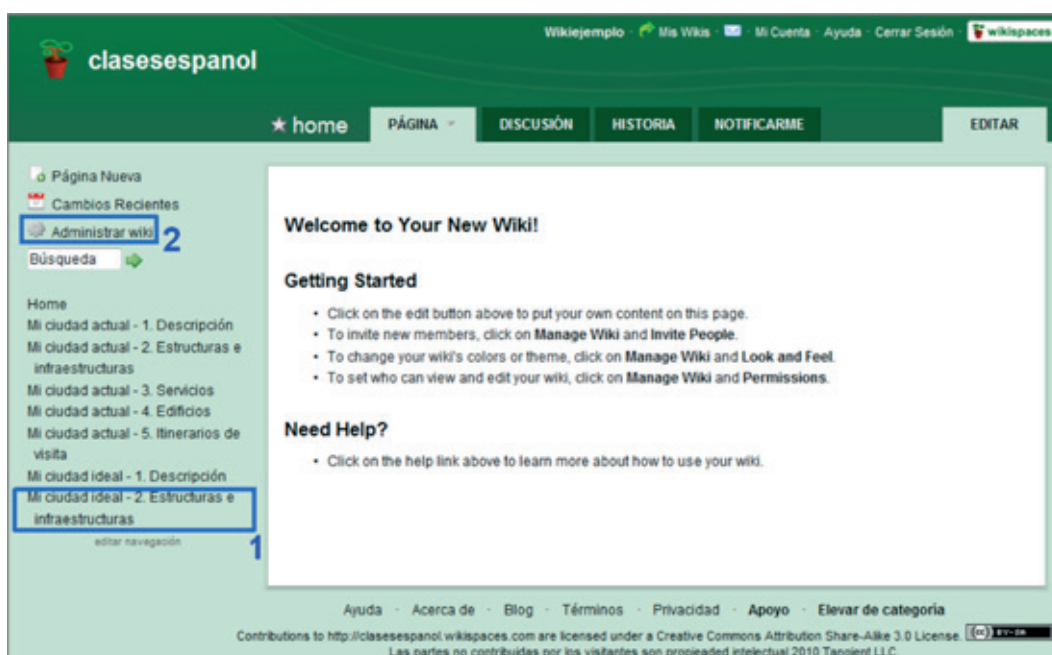 Wikiejemplo · Mis Wikis · · Mi Cuenta · Ayuda · Cerrar Sesión · wikispaces
clasesespanol
home PÁGINA DISCUSIÓN HISTORIA NOTIFICARME EDITAR
Página Nueva
Cambios Recientes
Administrar wiki 2
Búsqueda
Home
Mi ciudad actual - 1. Descripción
Mi ciudad actual - 2. Estructuras e
infraestructuras
Mi ciudad actual - 3. Servicios
Mi ciudad actual - 4. Edificios
Mi ciudad actual - 5. Itinerarios de
visita
Mi ciudad ideal - 1. Descripción
Mi ciudad ideal - 2. Estructuras e
infraestructuras
editar navegación 1
Welcome to Your New Wiki!
Getting Started
• Click on the edit button above to put your own content on this page.
• To invite new members, click on Manage Wiki and Invite People.
• To change your wiki's colors or theme, click on Manage Wiki and Look and Feel.
• To set who can view and edit your wiki, click on Manage Wiki and Permissions.
Need Help?
• Click on the help link above to learn more about how to use your wiki.
Ayuda · Acerca de · Blog · Términos · Privacidad · Apoyo · Elevar de categoría
Contributions to http://clasesespanol.wikispaces.com are licensed under a Creative Commons Attribution Share-Alike 3.0 License. (cc) BY-SA
Las partes no contribuidas por los visitantes son propieaded intelectual 2010 Tangient LLC.